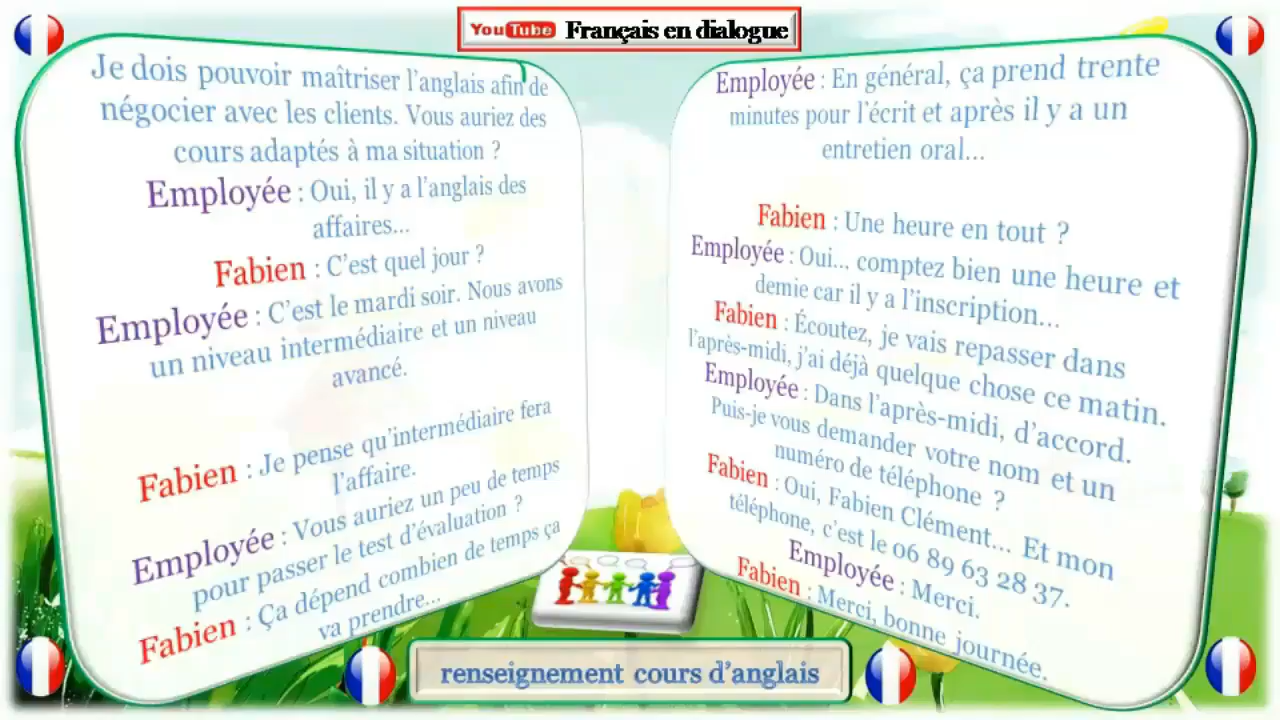 YouTube Français en dialogue
Je dois pouvoir maîtriser l'anglais afin de
négocier avec les clients. Vous auriez des
cours adaptés à ma situation ?
Employée : Oui, il y a l'anglais des
affaires...
Fabien : C'est quel jour ?
Employée : C'est le mardi soir. Nous avons
un niveau intermédiaire et un niveau
avancé.
Fabien : Je pense qu'intermédiaire fera
l'affaire.
Employée : Vous auriez un peu de temps
pour passer le test d'évaluation ?
Fabien : Ça dépend combien de temps ça
va prendre...
Employée : En général, ça prend trente
minutes pour l'écrit et après il y a un
entretien oral...
Fabien : Une heure en tout ?
Employée : Oui... comptez bien une heure et
demie car il y a l'inscription...
Fabien : Écoutez, je vais repasser dans
l'après-midi, j'ai déjà quelque chose ce matin.
Employée : Dans l'après-midi, d'accord.
Puis-je vous demander votre nom et un
numéro de téléphone ?
Fabien : Oui, Fabien Clément... Et mon
téléphone, c'est le 06 89 63 28 37.
Employée : Merci.
Fabien : Merci, bonne journée.
renseignement cours d'anglais